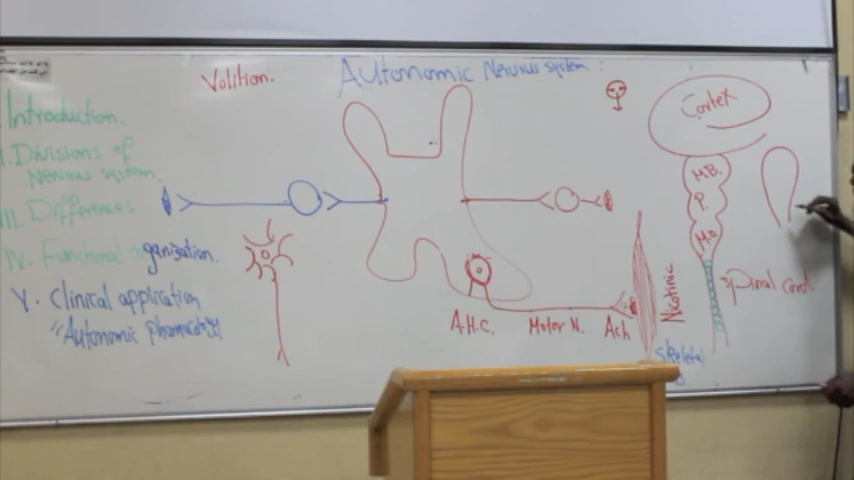 Volition.
Autonomic Nervous system.
Introduction.
Divisions of
Nervous system.
III. Differences
IV. Functional organization.
V. Clinical application
"Autonomic pharmacology
A.H.C.
Motor N.
Ach
Nicotinic
skeletal
Cortex
M.B.
P.
M.O
spinal cord.